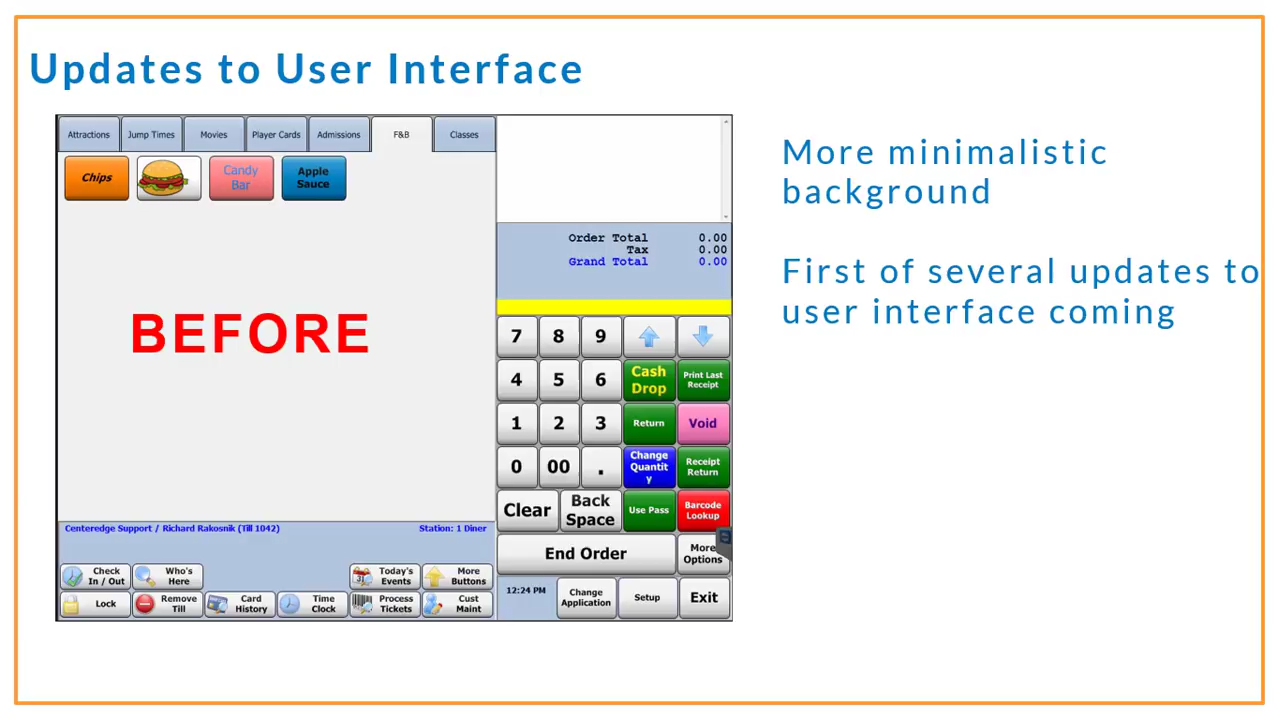 Updates to User Interface
Attractions
Jump Times
Movies
Player Cards
Admissions
F&B
Classes
Chips
Candy
Bar
Apple
Sauce
BEFORE
Order Total 0.00
Tax 0.00
Grand Total 0.00
7 8 9
4 5 6
Cash
Drop
Print Last
Receipt
1 2 3
Return
Void
0 00 .
Change
Quantit
y
Receipt
Return
Clear
Back
Space
Use Pass
Barcode
Lookup
End Order
More
Options
Centeredge Support / Richard Rakosnik (Till 1042)
Station: 1 Diner
Check
In / Out
Who's
Here
31
Today's
Events
More
Buttons
Lock
Remove
Till
Card
History
Time
Clock
Process
Tickets
Cust
Maint
12:24 PM
Change
Application
Setup
Exit
More minimalistic
background
First of several updates to
user interface coming